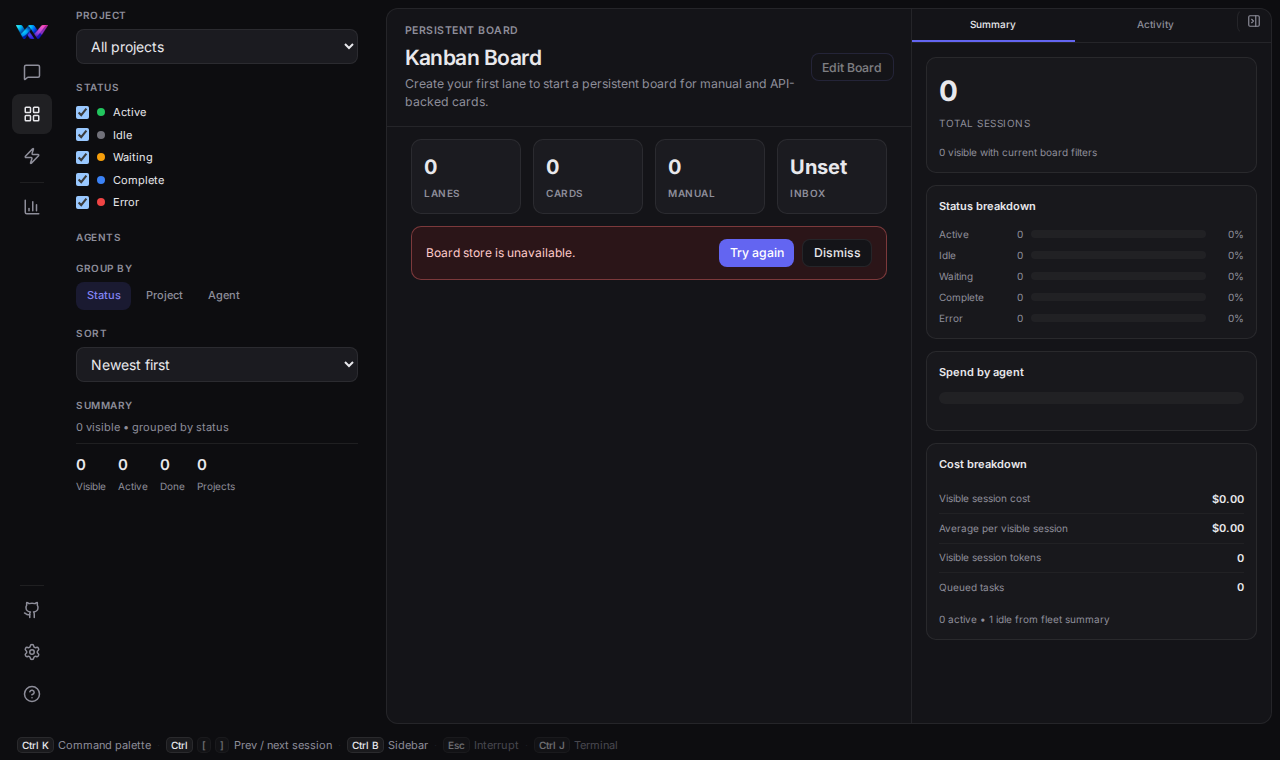 PROJECT
All projects
STATUS
Active
Idle
Waiting
Complete
Error
AGENTS
GROUP BY
Status Project Agent
SORT
Newest first
SUMMARY
0 visible • grouped by status
0 0 0 0
Visible Active Done Projects
PERSISTENT BOARD
Kanban Board
Create your first lane to start a persistent board for manual and API-
backed cards.
Edit Board
0 0 0 Unset
LANES CARDS MANUAL INBOX
Board store is unavailable. Try again Dismiss
Summary Activity
0
TOTAL SESSIONS
0 visible with current board filters
Status breakdown
Active 0 0%
Idle 0 0%
Waiting 0 0%
Complete 0 0%
Error 0 0%
Spend by agent
Cost breakdown
Visible session cost $0.00
Average per visible session $0.00
Visible session tokens 0
Queued tasks 0
0 active • 1 idle from fleet summary
Ctrl K Command palette Ctrl [ ] Prev / next session Ctrl B Sidebar Esc Interrupt Ctrl J Terminal